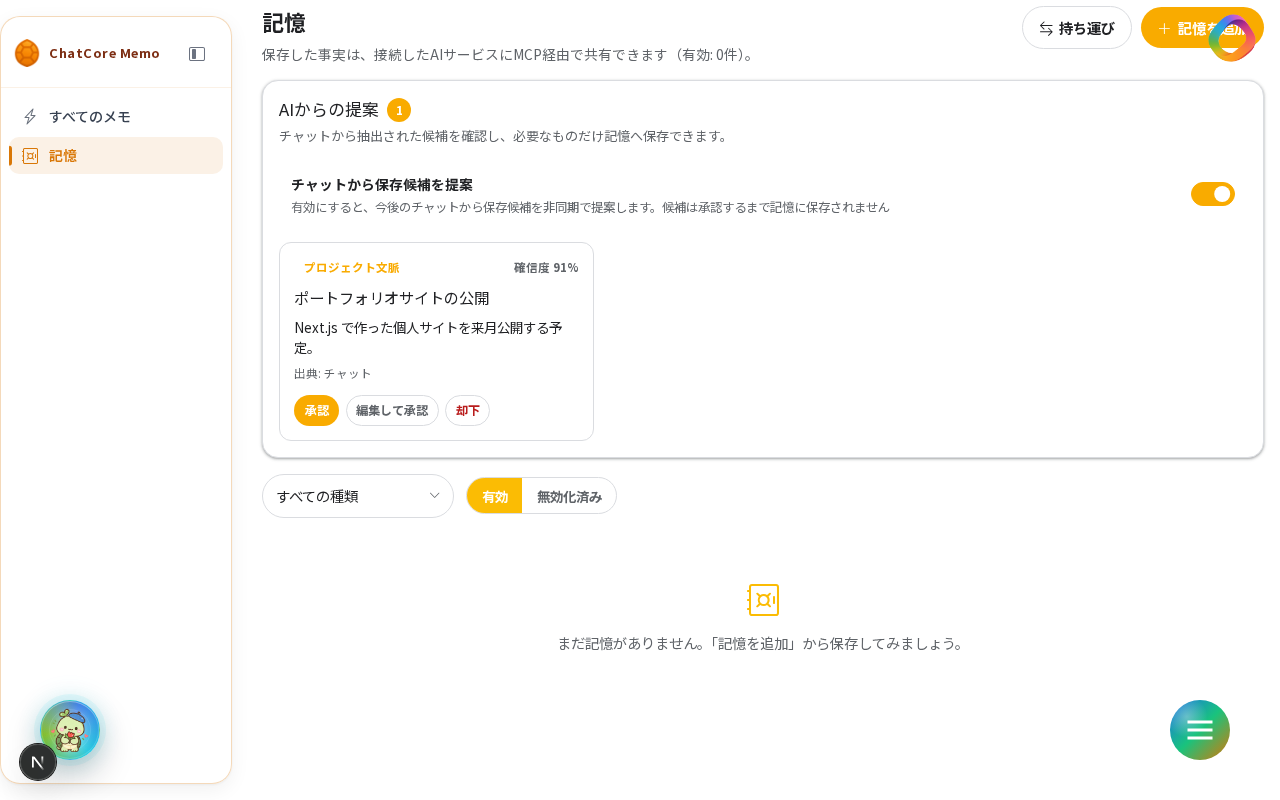 ChatCore Memo
すべてのメモ
記憶
記憶
保存した事実は、接続したAIサービスにMCP経由で共有できます（有効: 0件）。
持ち運び
記憶を追加
AIからの提案 1
チャットから抽出された候補を確認し、必要なものだけ記憶へ保存できます。
チャットから保存候補を提案
有効にすると、今後のチャットから保存候補を非同期で提案します。候補は承認するまで記憶に保存されません
プロジェクト文脈 確信度 91%
ポートフォリオサイトの公開
Next.js で作った個人サイトを来月公開する予
定。
出典: チャット
承認 編集して承認 却下
すべての種類 有効 無効化済み
まだ記憶がありません。「記憶を追加」から保存してみましょう。
N